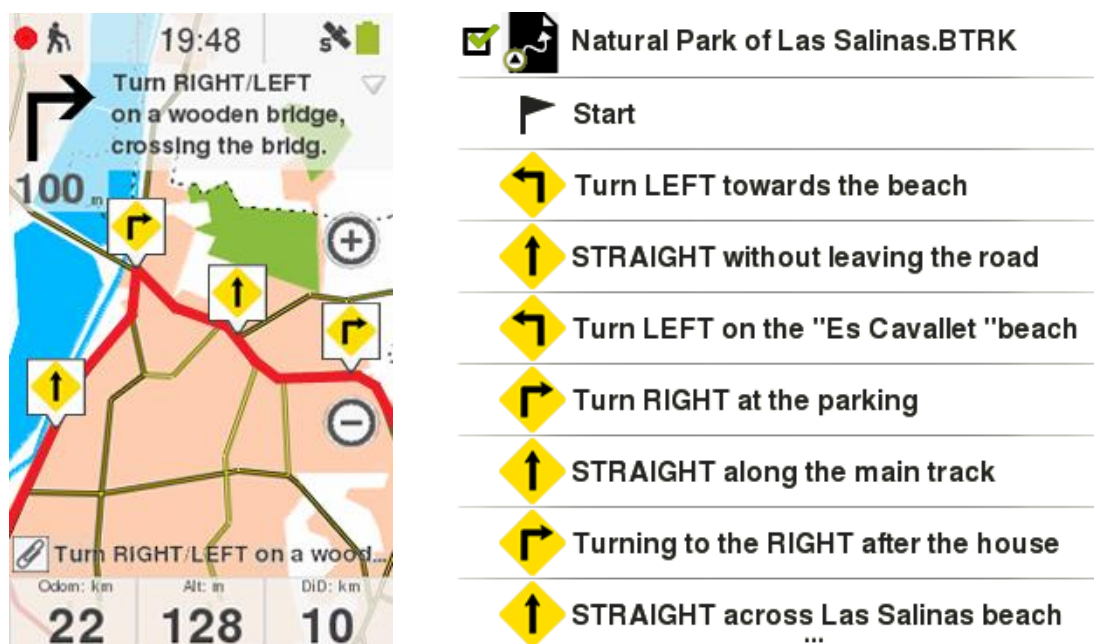 19:48
S
Turn RIGHT/LEFT
on a wooden bridge,
crossing the bridg.
100 m
Turn RIGHT/LEFT on a wood...
Odom: km
Alt: m
DiD: km
22
128
10
Natural Park of Las Salinas.BTRK
Start
Turn LEFT towards the beach
STRAIGHT without leaving the road
Turn LEFT on the "Es Cavallet "beach
Turn RIGHT at the parking
STRAIGHT along the main track
Turning to the RIGHT after the house
STRAIGHT across Las Salinas beach
...